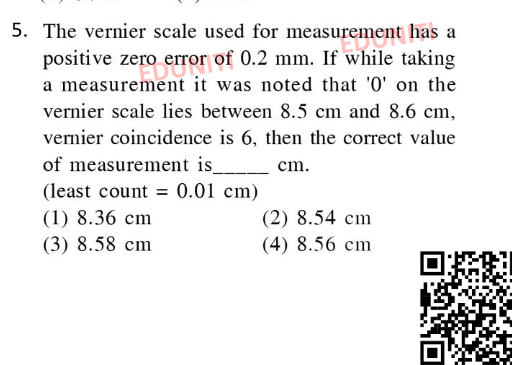 5. The vernier scale used for measurement has a
positive zero error of 0.2 mm. If while taking
a measurement it was noted that '0' on the
vernier scale lies between 8.5 cm and 8.6 cm,
vernier coincidence is 6, then the correct value
of measurement is_____ cm.
(least count = 0.01 cm)
(1) 8.36 cm (2) 8.54 cm
(3) 8.58 cm (4) 8.56 cm
EDUNITI
EDUNITI